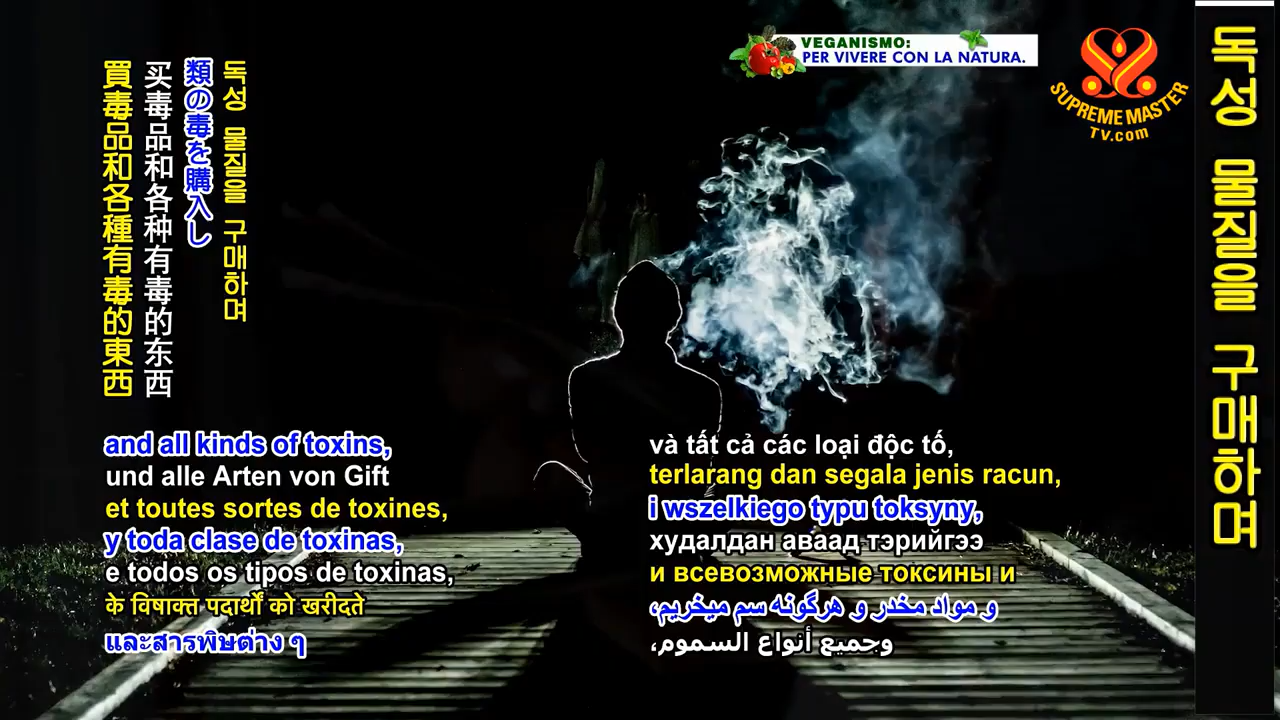 VEGANISMO:
PER VIVERE CON LA NATURA.
SUPREME MASTER
TV.com
독성 물질을 구매하며
독성 물질을 구매하며
類の毒を購入し
买毒品和各种有毒的东西
買毒品和各種有毒的東西
and all kinds of toxins,
und alle Arten von Gift
et toutes sortes de toxines,
y toda clase de toxinas,
e todos os tipos de toxinas,
के विषाक्त पदार्थों को खरीदते
และสารพิษต่าง ๆ
và tất cả các loại độc tố,
terlarang dan segala jenis racun,
i wszelkiego typu toksyny,
худалдан аваад тэрийгээ
и всевозможные токсины и
و مواد مخدر و هرگونه سم میخریم،
وجميع أنواع السموم،